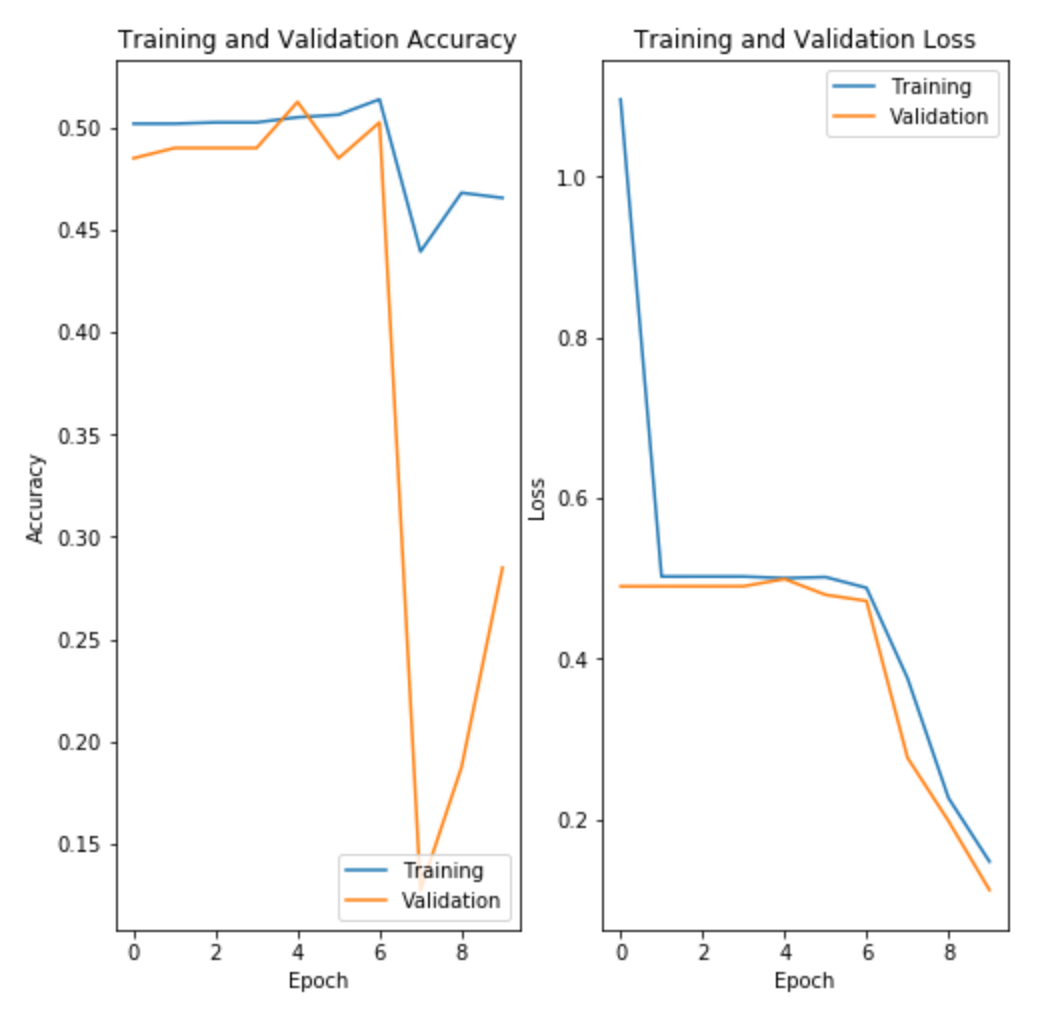 Training and Validation Accuracy
Accuracy
0.50
0.45
0.40
0.35
0.30
0.25
0.20
0.15
Training
Validation
0 2 4 6 8
Epoch
Training and Validation Loss
Loss
1.0
0.8
0.6
0.4
0.2
Training
Validation
0 2 4 6 8
Epoch